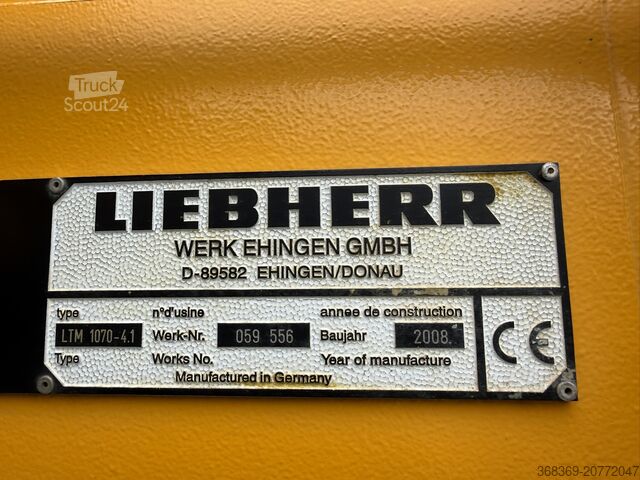 Truck
Scout24
LIEBHERR
WERK EHINGEN GMBH
D-89582 EHINGEN/DONAU
type n°d'usine annee de construction
LTM 1070-4.1 Werk-Nr. 059 556 Baujahr 2008.
Type Works No. Year of manufacture
Manufactured in Germany
CE
368369-20772047